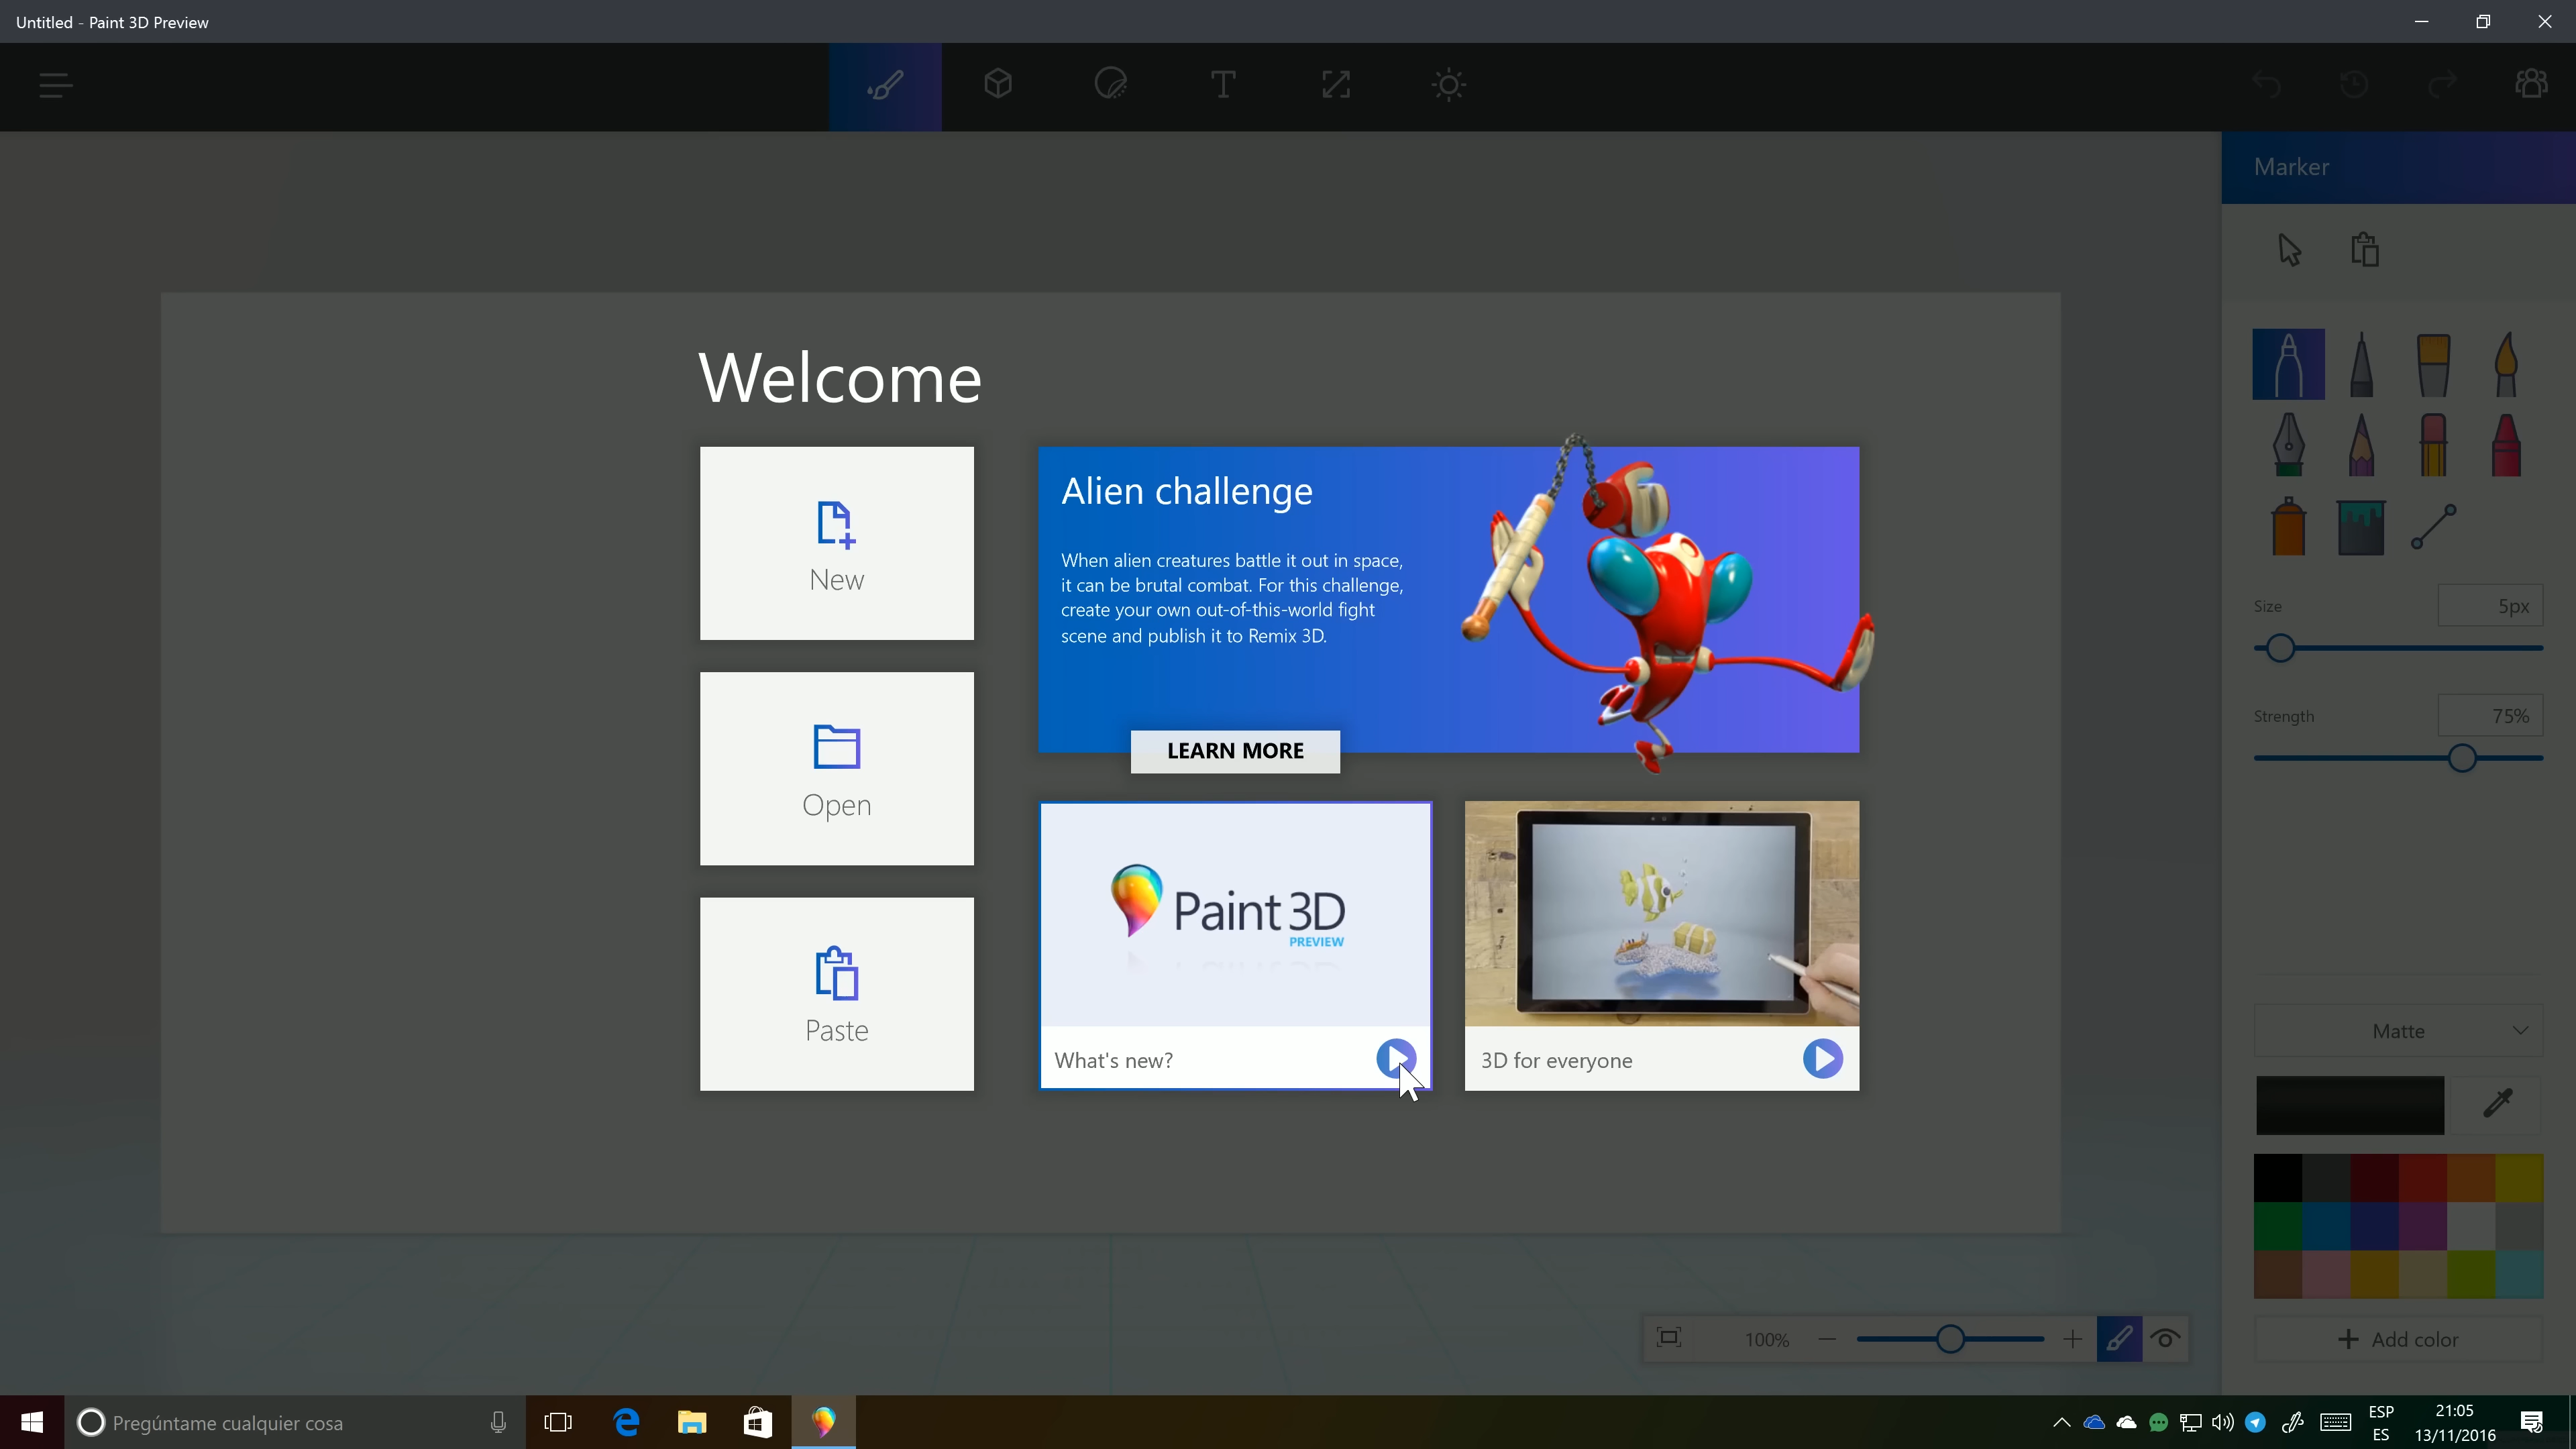 Untitled - Paint 3D Preview
Marker
Welcome
New
Open
Paste
Alien challenge
When alien creatures battle it out in space,
it can be brutal combat. For this challenge,
create your own out-of-this-world fight
scene and publish it to Remix 3D.
LEARN MORE
Paint 3D
PREVIEW
What's new?
3D for everyone
Size
5px
Strength
75%
Matte
Add color
100%
Pregúntame cualquier cosa
ESP
ES
21:05
13/11/2016